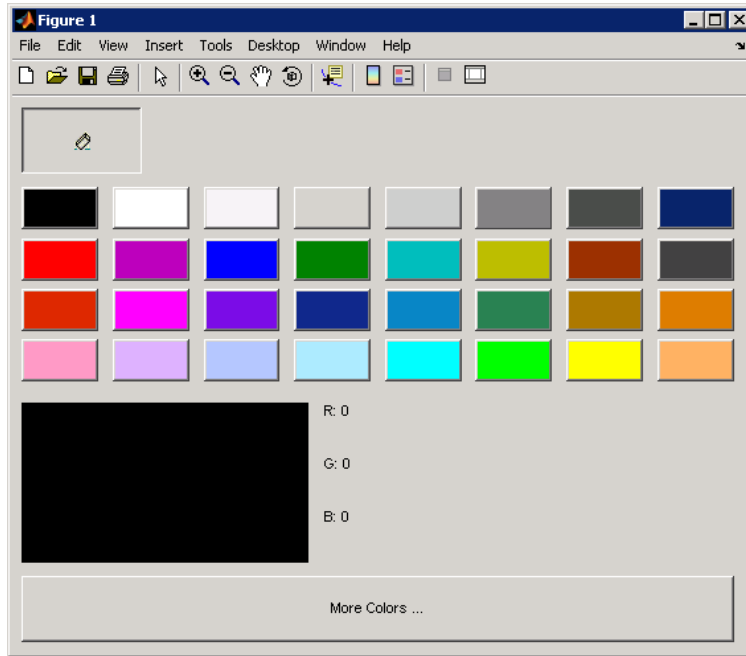 Figure 1
File Edit View Insert Tools Desktop Window Help
R: 0
G: 0
B: 0
More Colors ...